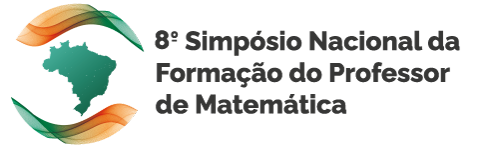 8º Simpósio Nacional da
Formação do Professor
de Matemática